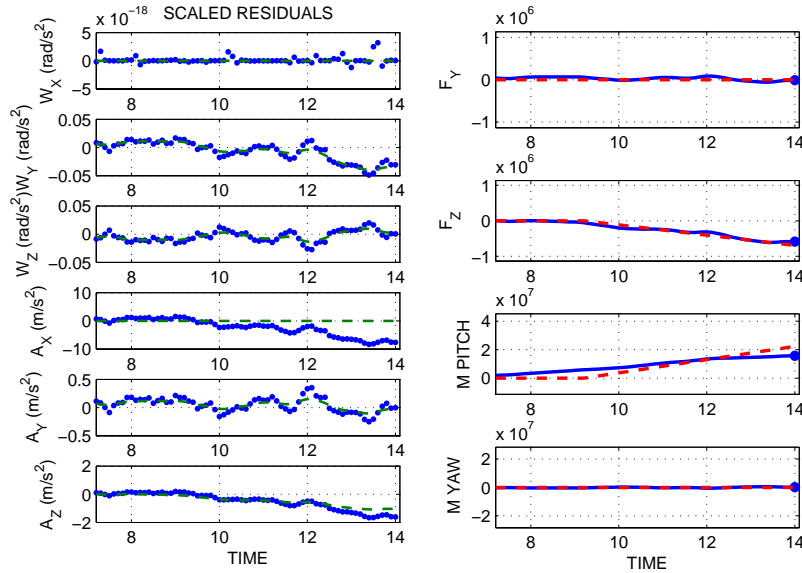 SCALED RESIDUALS
x 10^-18
W_X (rad/s^2)
5
0
−5
8 10 12 14
W_Y (rad/s^2)
0.05
0
−0.05
8 10 12 14
W_Z (rad/s^2)
0.05
0
−0.05
8 10 12 14
A_X (m/s^2)
10
0
−10
8 10 12 14
A_Y (m/s^2)
0.5
0
−0.5
8 10 12 14
A_Z (m/s^2)
2
0
−2
8 10 12 14
TIME
x 10^6
F_Y
1
0
−1
8 10 12 14
x 10^6
F_Z
1
0
−1
8 10 12 14
x 10^7
M PITCH
4
2
0
8 10 12 14
x 10^7
M YAW
2
0
−2
8 10 12 14
TIME